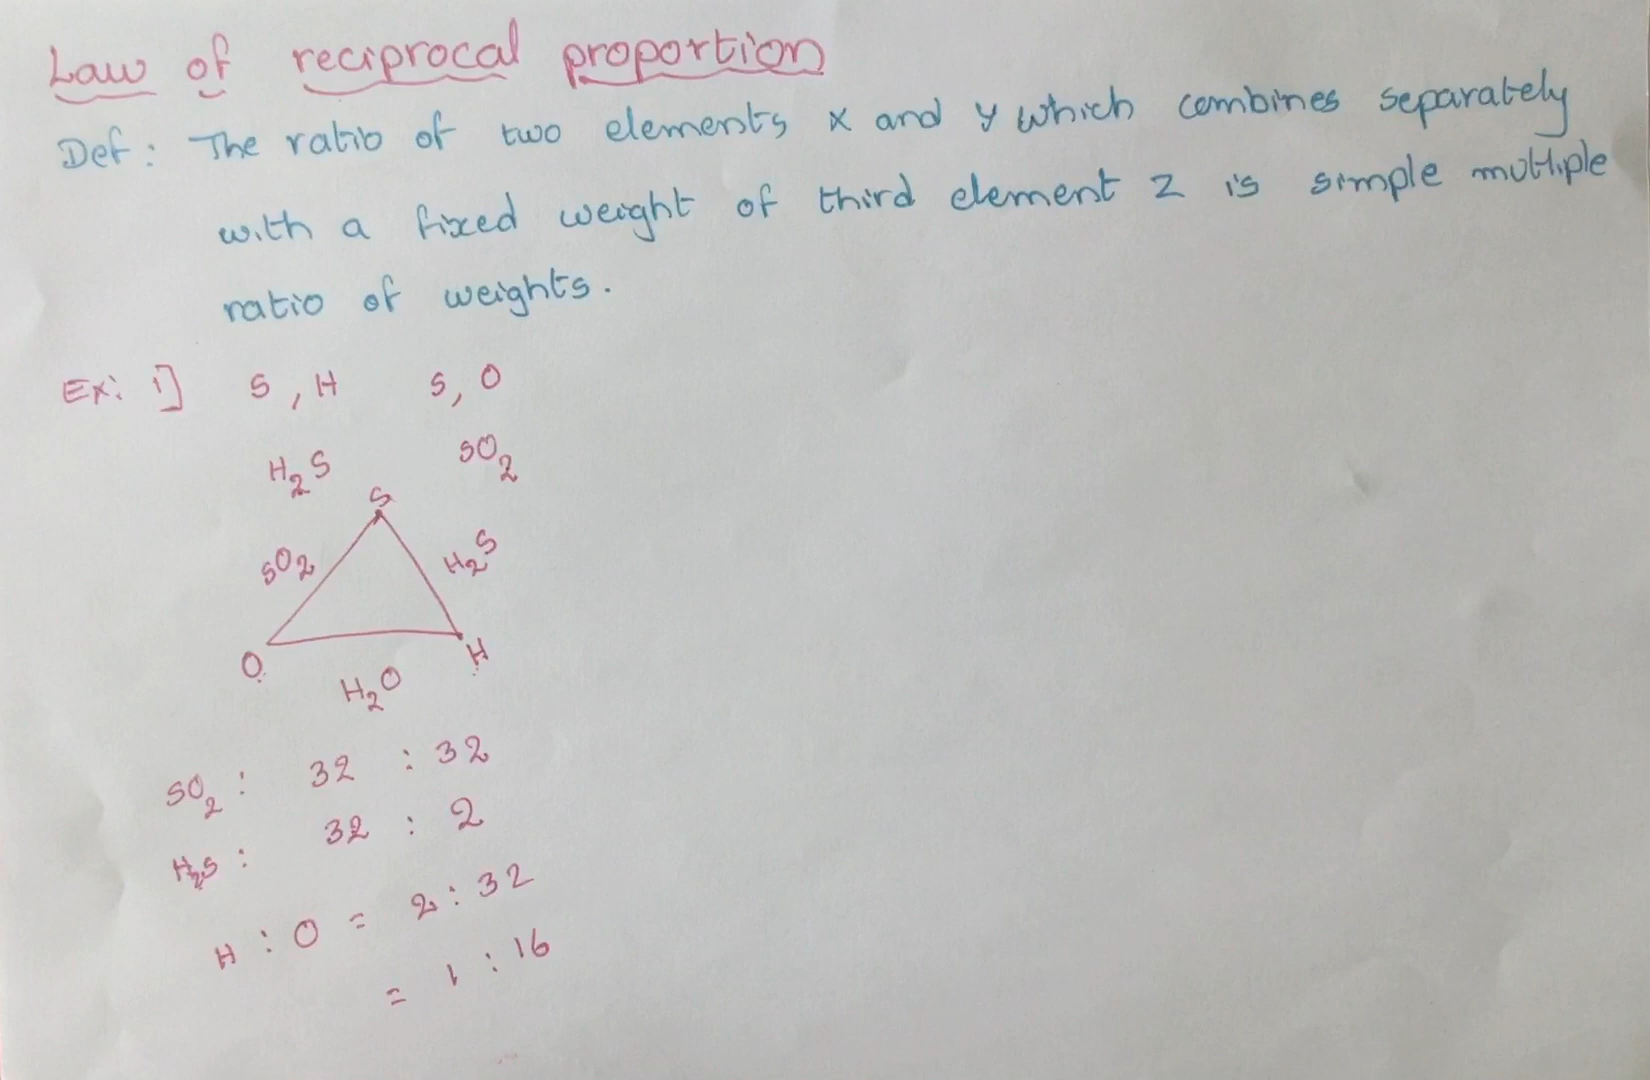 Law of reciprocal proportion
Def: The ratio of two elements x and y which combines separately
with a fixed weight of third element z is simple multiple
ratio of weights.
Ex: 1] S, H S, O
H₂S SO₂
S
SO₂ H₂S
O H
H₂O
SO₂ : 32 : 32
H₂S : 32 : 2
H : O = 2 : 32
= 1 : 16